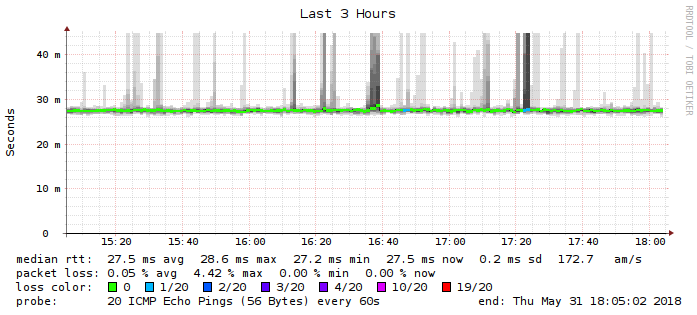 Last 3 Hours
RRDTOOL / TOBI OETIKER
Seconds
40 m
30 m
20 m
10 m
0
15:20 15:40 16:00 16:20 16:40 17:00 17:20 17:40 18:00
median rtt: 27.5 ms avg 28.6 ms max 27.2 ms min 27.5 ms now 0.2 ms sd 172.7 am/s
packet loss: 0.05 % avg 4.42 % max 0.00 % min 0.00 % now
loss color: 0 1/20 2/20 3/20 4/20 10/20 19/20
probe: 20 ICMP Echo Pings (56 Bytes) every 60s end: Thu May 31 18:05:02 2018